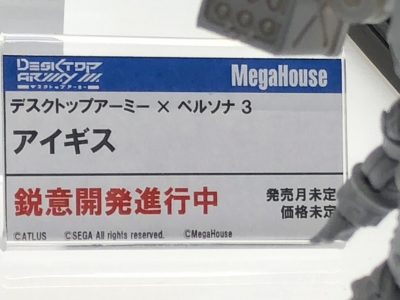 DESKTOP ARMY
デスクトップアーミー
MegaHouse
デスクトップアーミー × ペルソナ 3
アイギス
鋭意開発進行中
発売月未定
価格未定
©ATLUS ©SEGA All rights reserved. ©MegaHouse